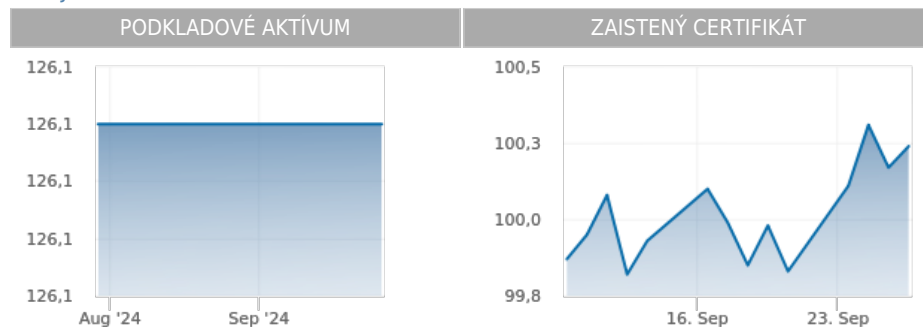 PODKLADOVÉ AKTÍVUM
ZAISTENÝ CERTIFIKÁT
126,1
126,1
126,1
126,1
126,1
Aug '24
Sep '24
100,5
100,3
100,0
99,8
16. Sep
23. Sep